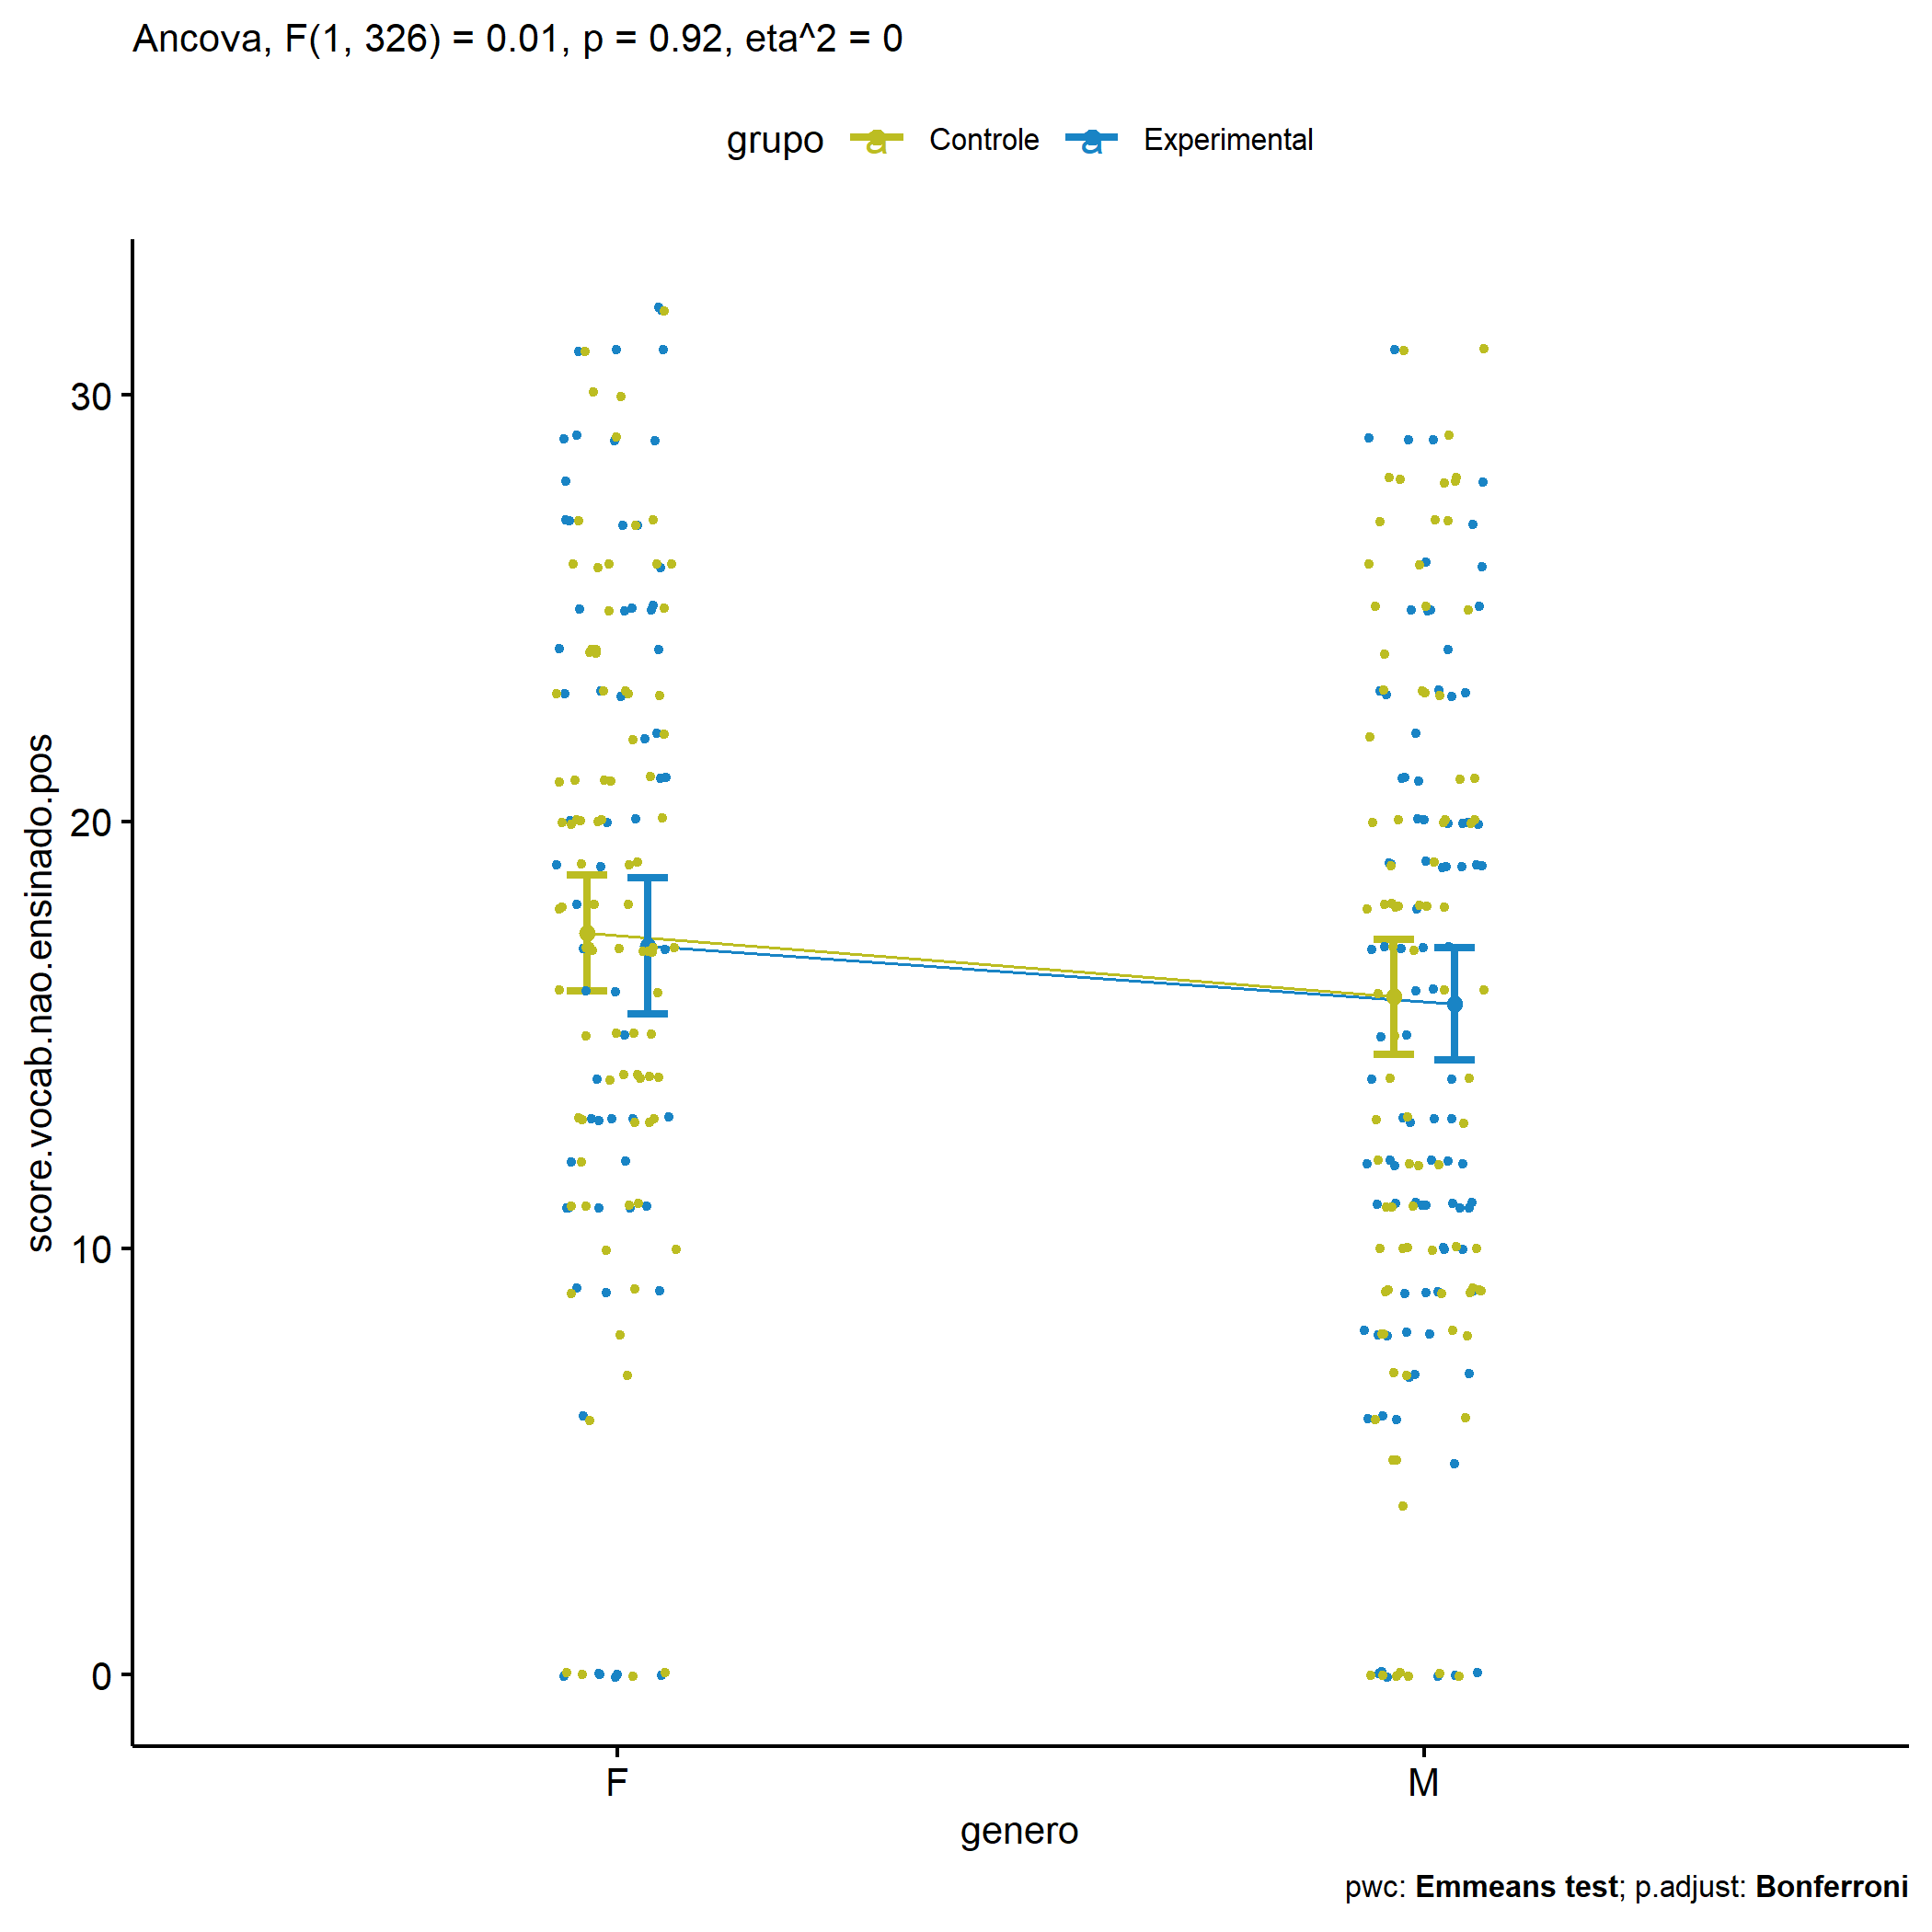 Ancova, F(1, 326) = 0.01, p = 0.92, eta^2 = 0
grupo a Controle a Experimental
score.vocab.nao.ensinado.pos
30
20
10
0
F M
genero
pwc: Emmeans test; p.adjust: Bonferroni